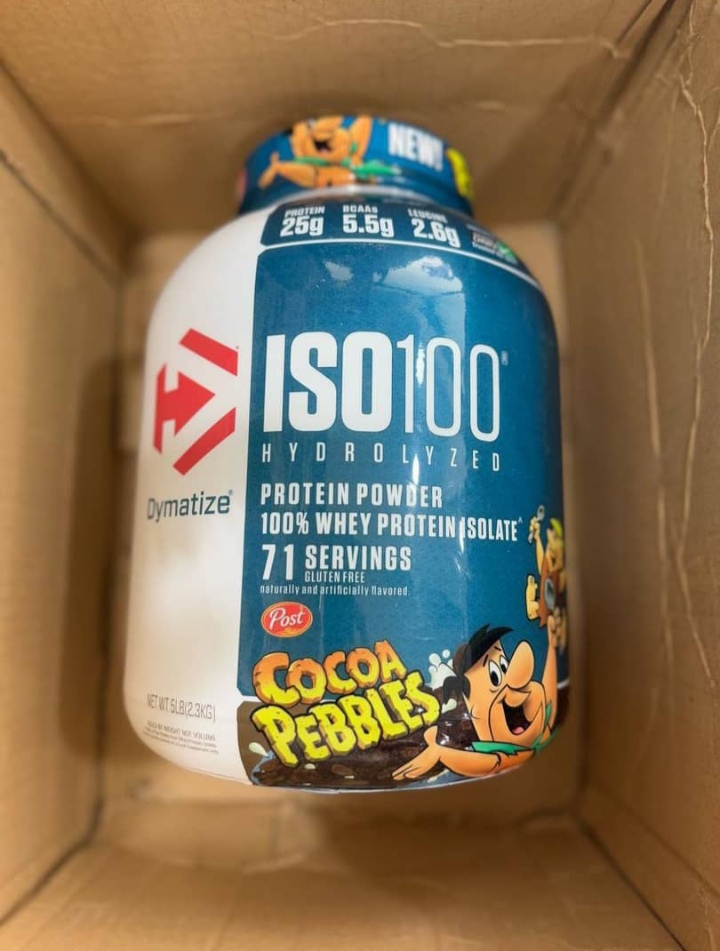 NEW!
PROTEIN BCAAs LEUCINE
25g 5.5g 2.6g
ISO100®
HYDROLYZED
Dymatize®
PROTEIN POWDER
100% WHEY PROTEIN ISOLATE^
71 SERVINGS
GLUTEN FREE
naturally and artificially flavored.
Post
COCOA
PEBBLES
NET WT 5LB(2.3KG)
SOLD BY WEIGHT NOT VOLUME